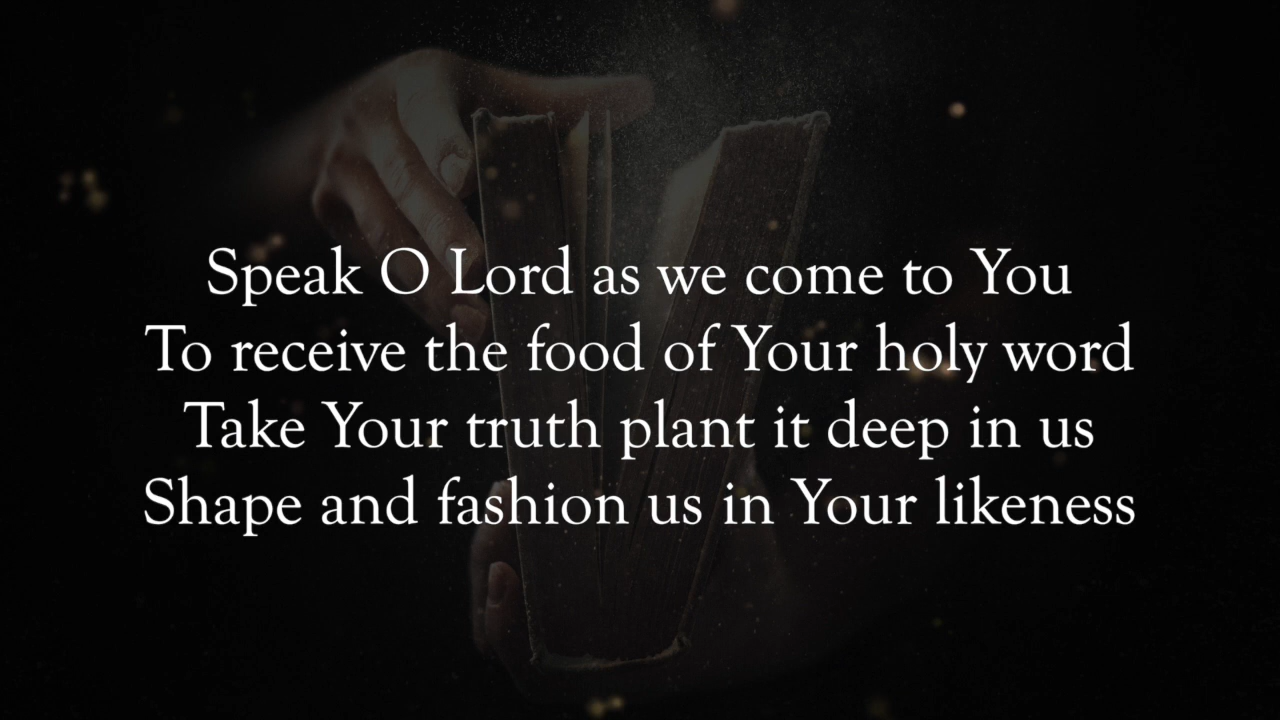 Speak O Lord as we come to You
To receive the food of Your holy word
Take Your truth plant it deep in us
Shape and fashion us in Your likeness